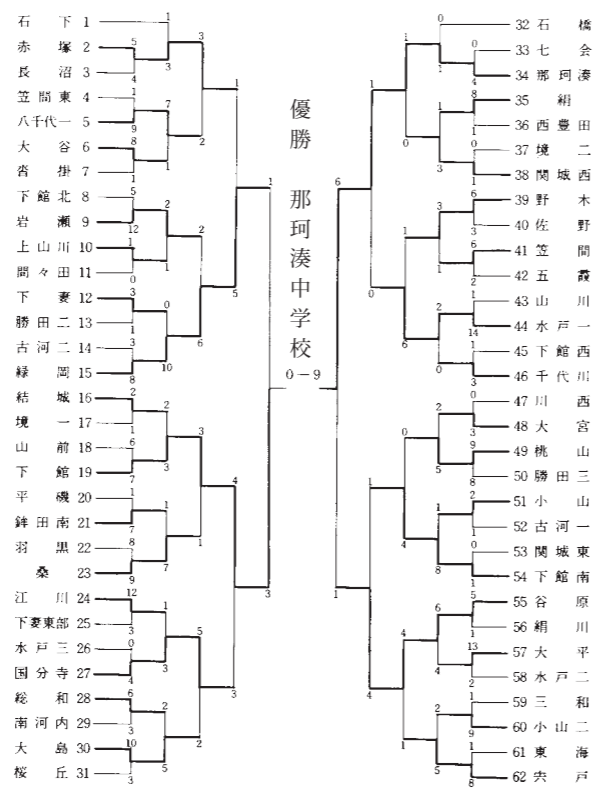 石下 1
赤塚 2
長沼 3
笠間東 4
八千代一 5
大谷 6
沓掛 7
下館北 8
岩瀬 9
上山川 10
間々田 11
下妻 12
勝田二 13
古河二 14
緑岡 15
結城 16
境一 17
山前 18
下館 19
平磯 20
鉾田南 21
羽黒 22
桑 23
江川 24
下妻東部 25
水戸三 26
国分寺 27
総和 28
南河内 29
大島 30
桜丘 31
優勝 那珂湊中学校
0-9
32 石橋
33 七会
34 那珂湊
35 絹
36 西豊田
37 境二
38 関城西
39 野木
40 佐野
41 笠間
42 五霞
43 山川
44 水戸一
45 下館西
46 千代川
47 川西
48 大宮
49 桃山
50 勝田三
51 小山
52 古河一
53 関城東
54 下館南
55 谷原
56 絹川
57 大平
58 水戸二
59 三和
60 小山二
61 東海
62 宍戸